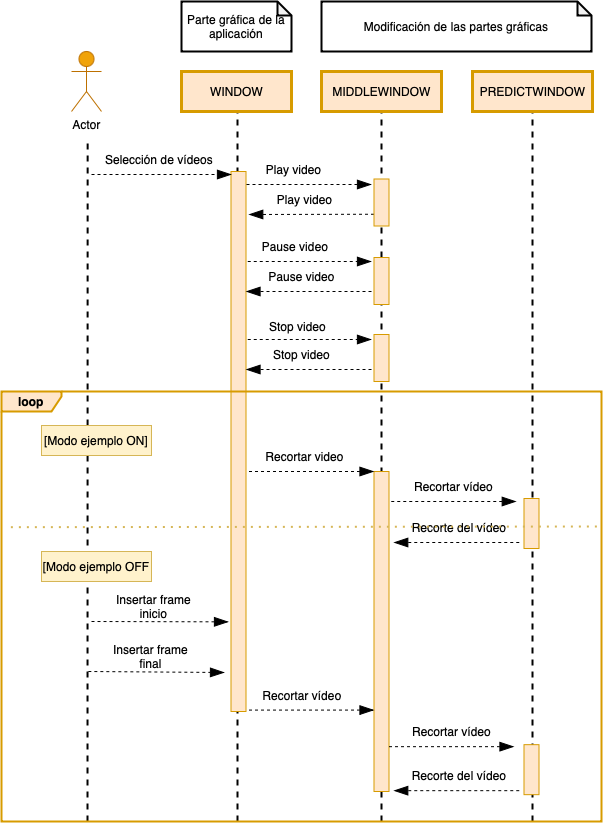 Parte gráfica de la
aplicación
Modificación de las partes gráficas
WINDOW
MIDDLEWINDOW
PREDICTWINDOW
Actor
Selección de vídeos
Play video
Play video
Pause video
Pause video
Stop video
Stop video
loop
[Modo ejemplo ON]
Recortar video
Recortar vídeo
Recorte del vídeo
[Modo ejemplo OFF
Insertar frame
inicio
Insertar frame
final
Recortar vídeo
Recortar vídeo
Recorte del vídeo